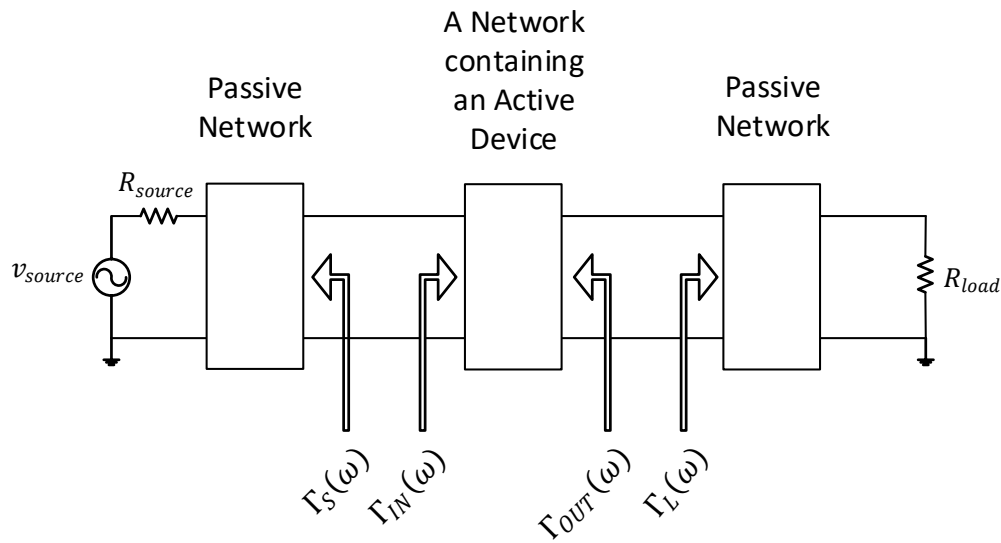 A Network
containing
an Active
Device
Passive
Network
Passive
Network
R_source
v_source
R_load
Γ_S(ω)
Γ_IN(ω)
Γ_OUT(ω)
Γ_L(ω)